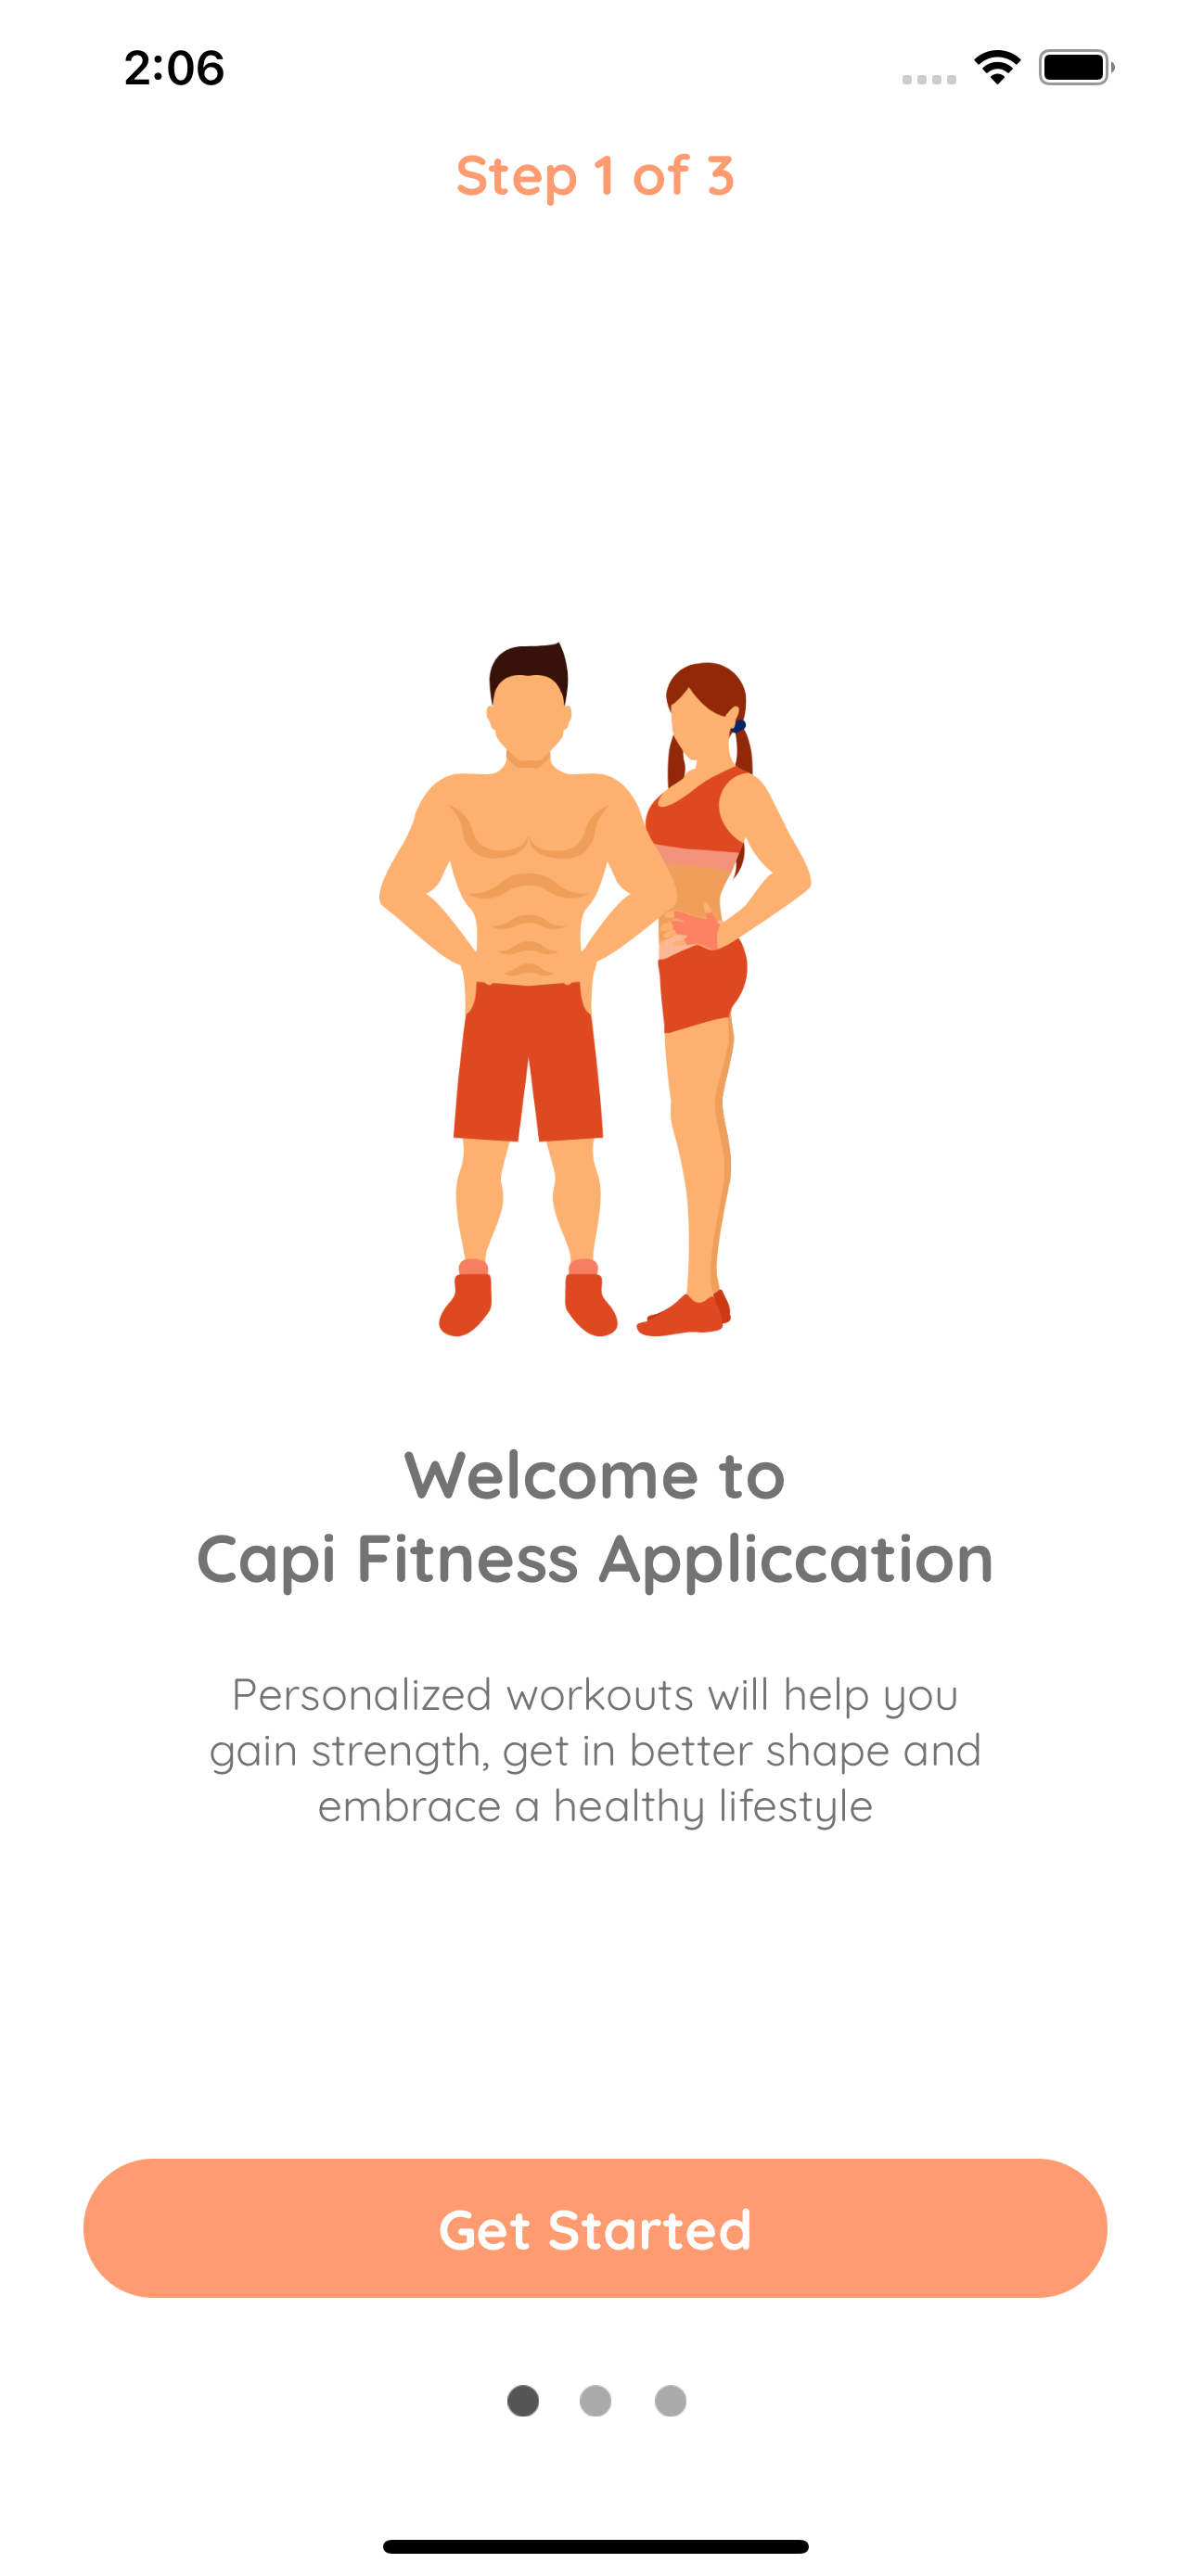 2:06
Step 1 of 3
Welcome to
Capi Fitness Appliccation
Personalized workouts will help you
gain strength, get in better shape and
embrace a healthy lifestyle
Get Started